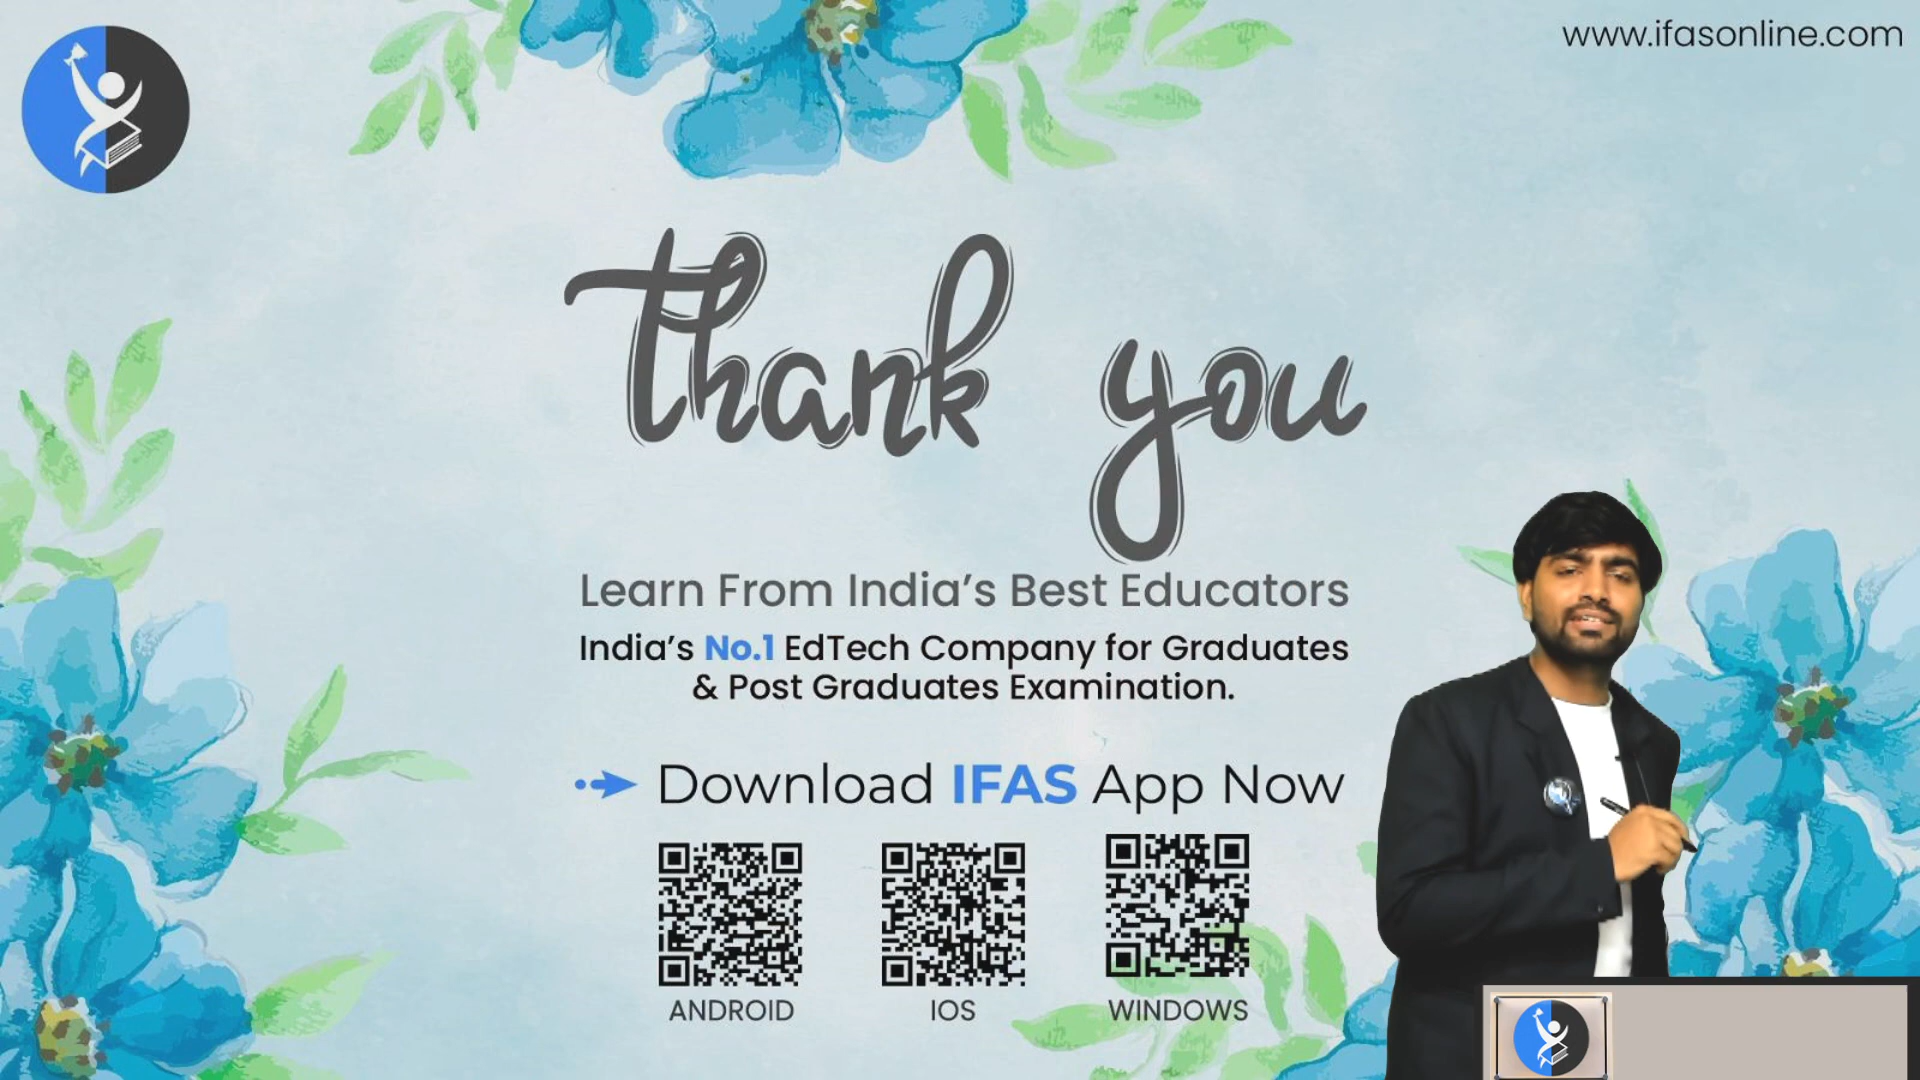 www.ifasonline.com
Thank you
Learn From India's Best Educators
India's No.1 EdTech Company for Graduates
& Post Graduates Examination.
Download IFAS App Now
ANDROID
IOS
WINDOWS